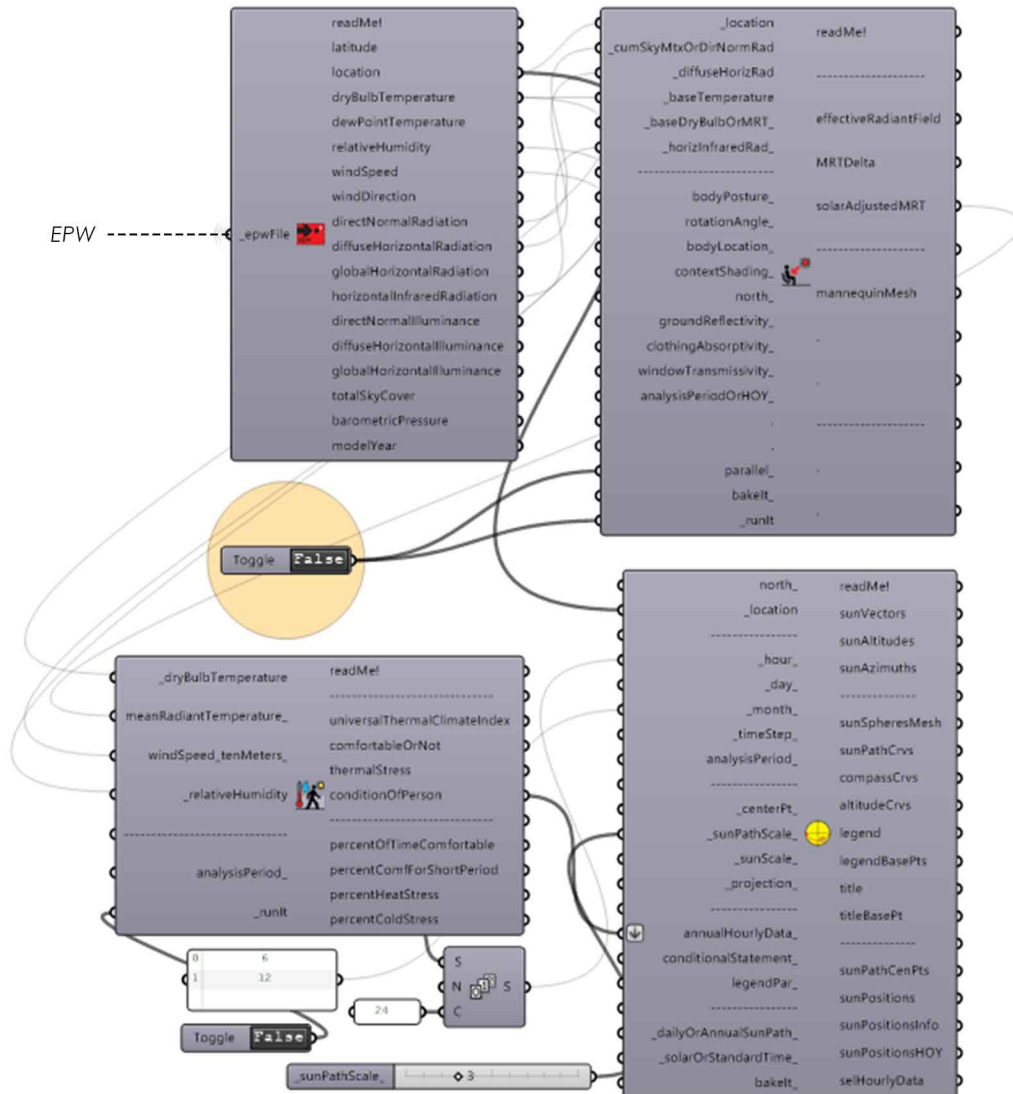 readMe!
latitude
location
dryBulbTemperature
dewPointTemperature
relativeHumidity
windSpeed
windDirection
directNormalRadiation
EPW
_epwFile
diffuseHorizontalRadiation
globalHorizontalRadiation
horizontalInfraredRadiation
directNormalIlluminance
diffuseHorizontalIlluminance
globalHorizontalIlluminance
totalSkyCover
barometricPressure
modelYear
_location
_cumSkyMtxOrDirNormRad
_diffuseHorizRad
_baseTemperature
_baseDryBulbOrMRT_
_horizInfraredRad_
bodyPosture_
rotationAngle_
bodyLocation_
contextShading_
north_
groundReflectivity_
clothingAbsorptivity_
windowTransmissivity_
analysisPeriodOrHOY_
parallel_
bakeIt_
_runIt
readMe!
effectiveRadiantField
MRTDelta
solarAdjustedMRT
mannequinMesh
Toggle False
_dryBulbTemperature
meanRadiantTemperature_
windSpeed_tenMeters_
_relativeHumidity
analysisPeriod_
_runIt
readMe!
universalThermalClimateIndex
comfortableOrNot
thermalStress
conditionOfPerson
percentOfTimeComfortable
percentComfForShortPeriod
percentHeatStress
percentColdStress
north_
_location
_hour_
_day_
_month_
_timeStep_
analysisPeriod_
_centerPt_
_sunPathScale_
_sunScale_
_projection_
annualHourlyData_
conditionalStatement_
legendPar_
_dailyOrAnnualSunPath_
_solarOrStandardTime_
bakeIt_
readMe!
sunVectors
sunAltitudes
sunAzimuths
sunSpheresMesh
sunPathCrvs
compassCrvs
altitudeCrvs
legend
legendBasePts
title
titleBasePt
sunPathCenPts
sunPositions
sunPositionsInfo
sunPositionsHOY
selHourlyData
0 6
1 12
S
N S
24 C
Toggle False
_sunPathScale_ 3